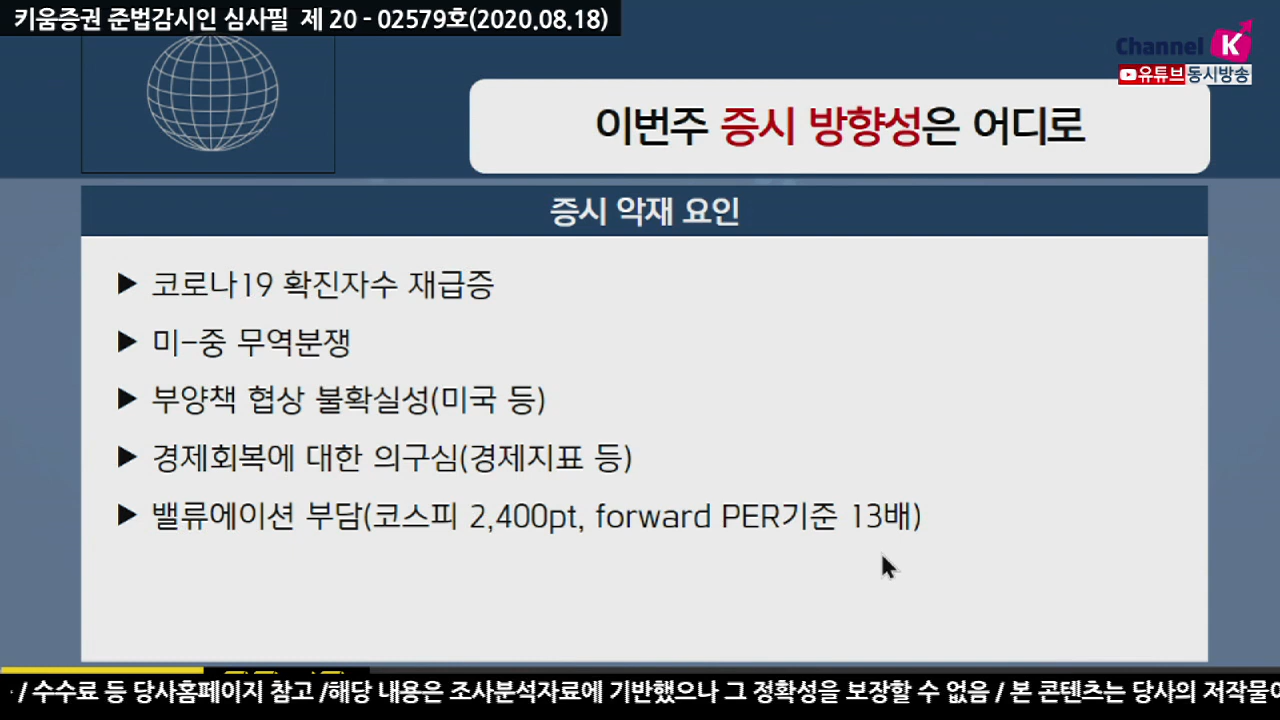 키움증권 준법감시인 심사필 제 20 - 02579호(2020.08.18)
Channel K
유튜브동시방송
이번주 증시 방향성은 어디로
증시 악재 요인
▶ 코로나19 확진자수 재급증
▶ 미-중 무역분쟁
▶ 부양책 협상 불확실성(미국 등)
▶ 경제회복에 대한 의구심(경제지표 등)
▶ 밸류에이션 부담(코스피 2,400pt, forward PER기준 13배)
/ 수수료 등 당사홈페이지 참고 /해당 내용은 조사분석자료에 기반했으나 그 정확성을 보장할 수 없음 / 본 콘텐츠는 당사의 저작물이